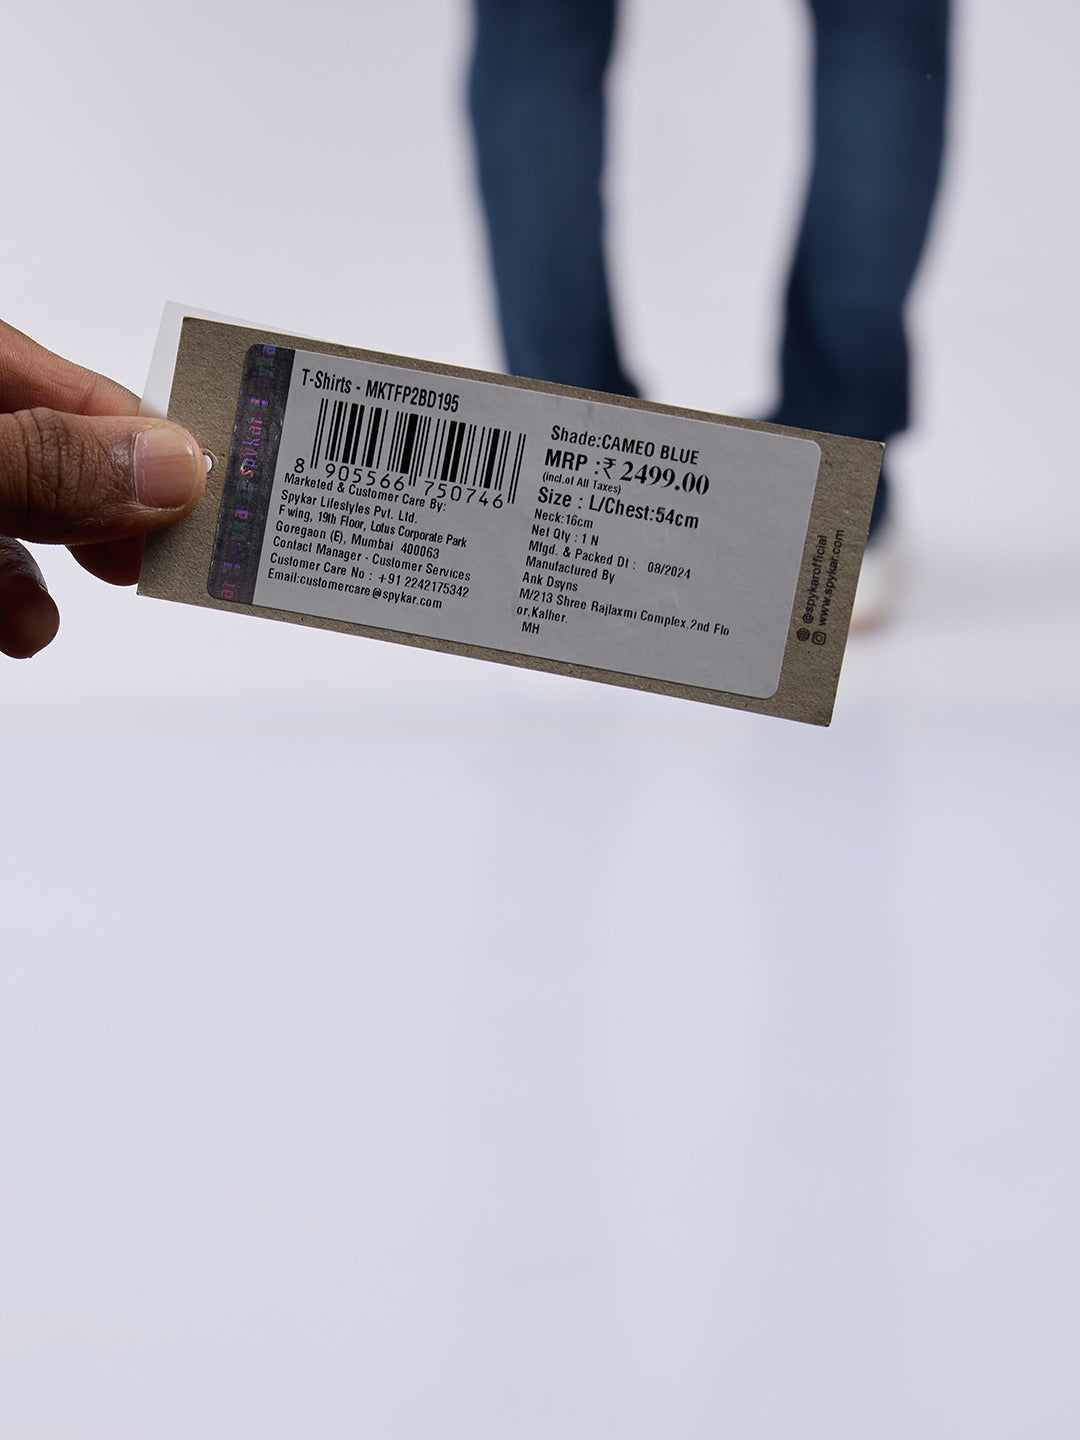 T-Shirts - MKTFP2BD195
8 905566 750746
Marketed & Customer Care By:
Spykar Lifestyles Pvt. Ltd.
F wing, 19th Floor, Lotus Corporate Park
Goregaon (E), Mumbai 400063
Contact Manager - Customer Services
Customer Care No : +91 2242175342
Email:customercare@spykar.com
Shade:CAMEO BLUE
MRP :₹ 2499.00
(incl.of All Taxes)
Size : L/Chest:54cm
Neck:16cm
Net Qty : 1 N
Mfgd. & Packed Dt : 08/2024
Manufactured By
Ank Dsyns
M/213 Shree Rajlaxmi Complex,2nd Flo
or,Kalher.
MH
@spykarofficial
www.spykar.com
spykar